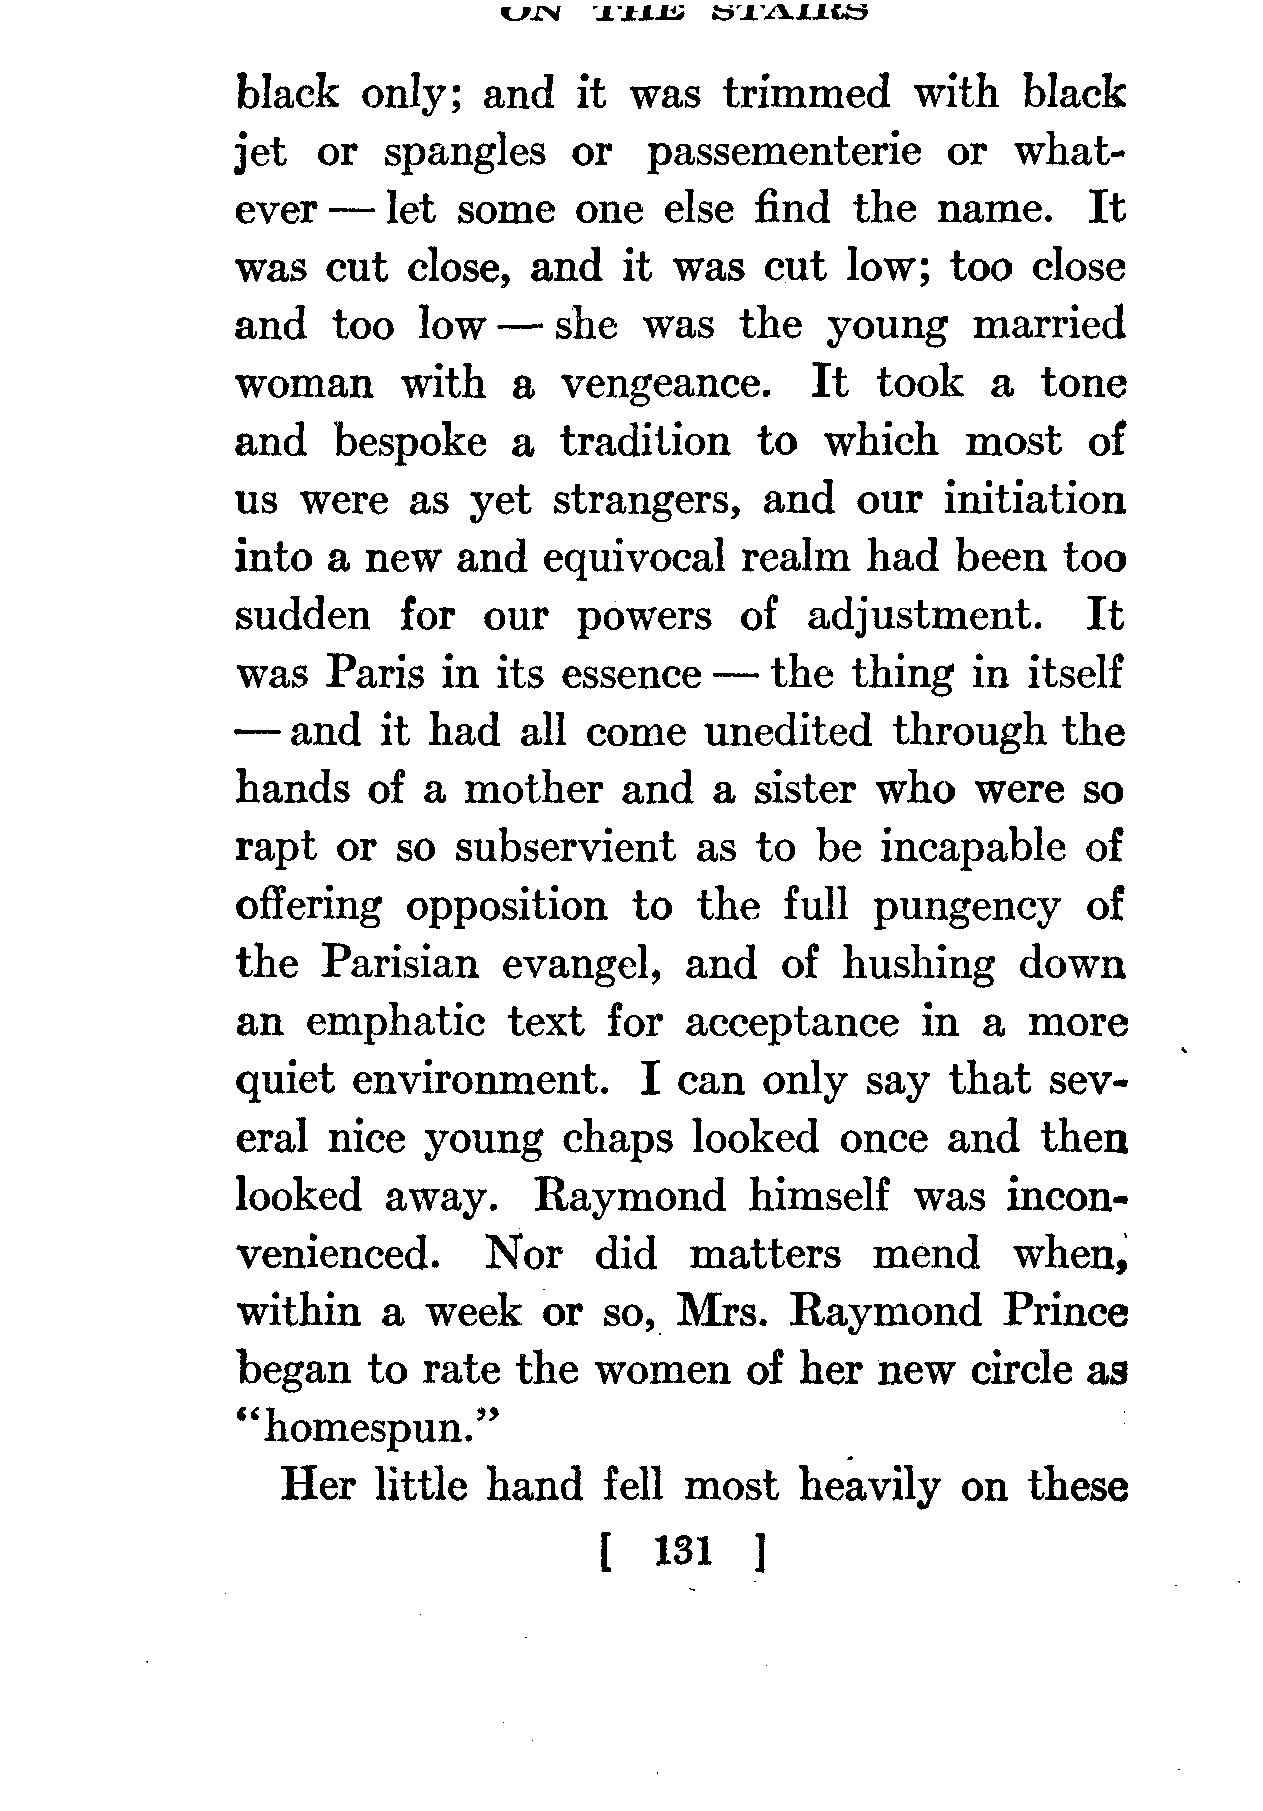 ON THE STAIRS
black only; and it was trimmed with black
jet or spangles or passementerie or what-
ever — let some one else find the name. It
was cut close, and it was cut low; too close
and too low — she was the young married
woman with a vengeance. It took a tone
and bespoke a tradition to which most of
us were as yet strangers, and our initiation
into a new and equivocal realm had been too
sudden for our powers of adjustment. It
was Paris in its essence — the thing in itself
— and it had all come unedited through the
hands of a mother and a sister who were so
rapt or so subservient as to be incapable of
offering opposition to the full pungency of
the Parisian evangel, and of hushing down
an emphatic text for acceptance in a more
quiet environment. I can only say that sev-
eral nice young chaps looked once and then
looked away. Raymond himself was incon-
venienced. Nor did matters mend when,
within a week or so, Mrs. Raymond Prince
began to rate the women of her new circle as
“homespun.”
Her little hand fell most heavily on these
[ 131 ]